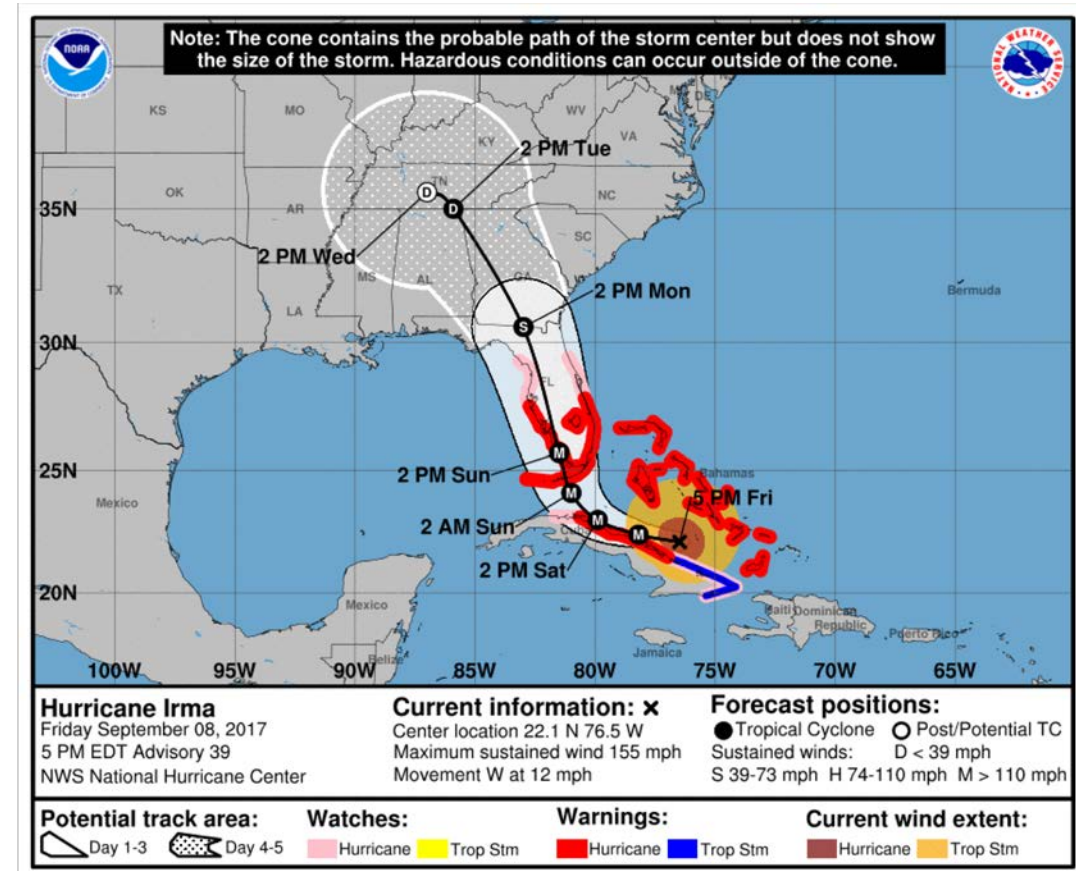 Note: The cone contains the probable path of the storm center but does not show
the size of the storm. Hazardous conditions can occur outside of the cone.
NOAA
NATIONAL WEATHER SERVICE
KS
MO
WV
DE
KY
VA
2 PM Tue
OK
TN
NC
35N
AR
SC
2 PM Wed
MS
AL
GA
2 PM Mon
TX
Bermuda
LA
30N
FL
25N
2 PM Sun
Bahamas
5 PM Fri
Mexico
2 AM Sun
Cuba
2 PM Sat
20N
Mexico
Haiti
Dominican
Republic
Puerto Rico
Jamaica
Belize
100W
95W
90W
85W
80W
75W
70W
65W
D
D
S
M
M
M
M
Hurricane Irma
Friday September 08, 2017
5 PM EDT Advisory 39
NWS National Hurricane Center
Current information: ×
Center location 22.1 N 76.5 W
Maximum sustained wind 155 mph
Movement W at 12 mph
Forecast positions:
Tropical Cyclone Post/Potential TC
Sustained winds: D < 39 mph
S 39-73 mph H 74-110 mph M > 110 mph
Potential track area:
Day 1-3 Day 4-5
Watches:
Hurricane Trop Stm
Warnings:
Hurricane Trop Stm
Current wind extent:
Hurricane Trop Stm